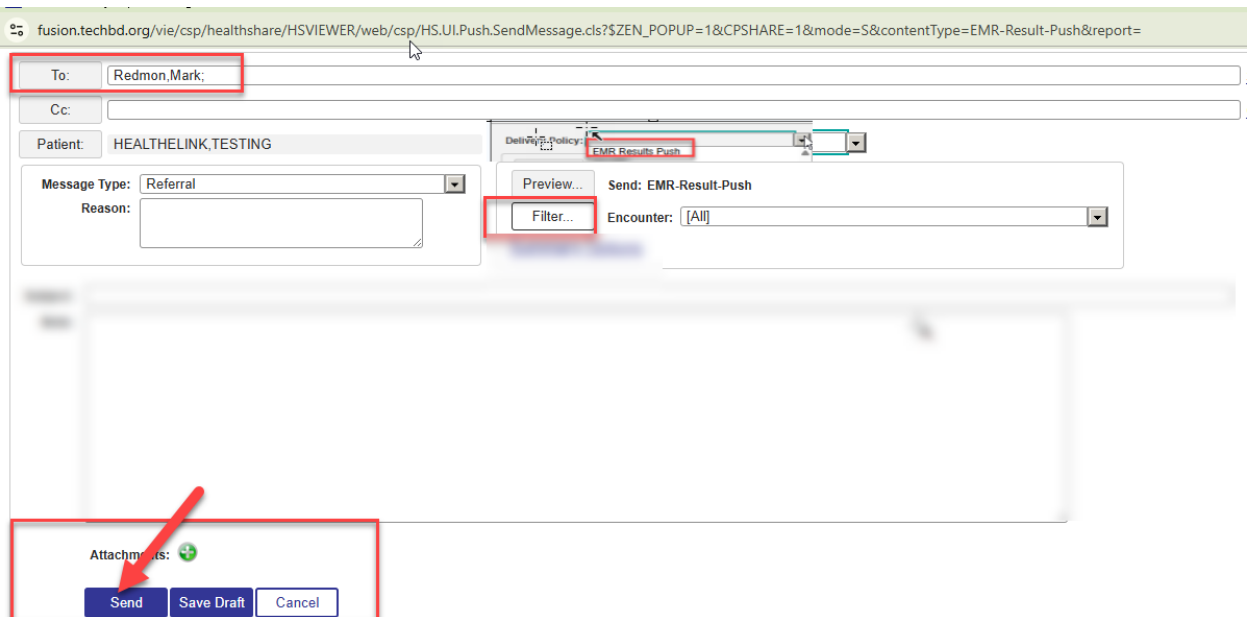 fusion.techbd.org/vie/csp/healthshare/HSVIEWER/web/csp/HS.UI.Push.SendMessage.cls?$ZEN_POPUP=1&CPSHARE=1&mode=S&contentType=EMR-Result-Push&report=
To: Redmon,Mark;
Cc:
Patient: HEALTHELINK,TESTING
Policy:
EMR Results Push
Message Type: Referral
Reason:
Preview... Send: EMR-Result-Push
Filter... Encounter: [All]
Send Save Draft Cancel